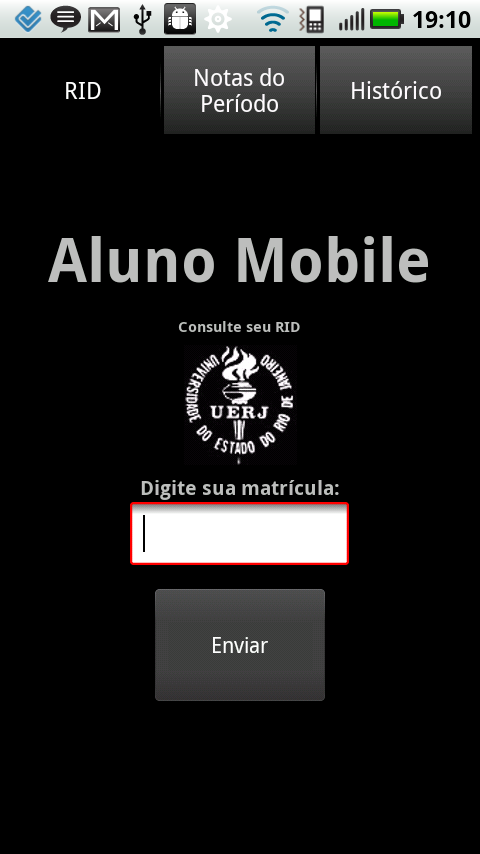 19:10
RID
Notas do
Período
Histórico
Aluno Mobile
Consulte seu RID
UNIVERSIDADE DO ESTADO DO RIO DE JANEIRO
UERJ
Digite sua matrícula:
Enviar